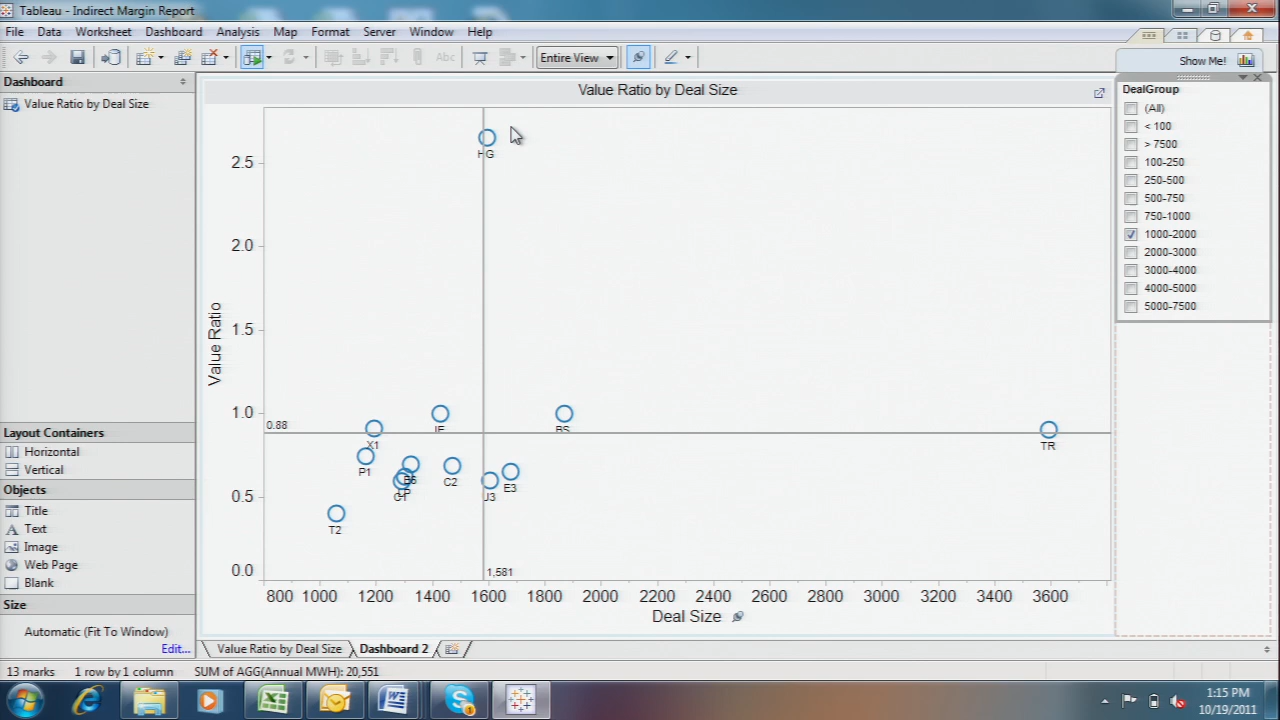 Tableau - Indirect Margin Report
File Data Worksheet Dashboard Analysis Map Format Server Window Help
Abc Entire View
Show Me!
Dashboard
Value Ratio by Deal Size
Value Ratio by Deal Size
DealGroup
(All)
< 100
> 7500
100-250
250-500
500-750
750-1000
1000-2000
2000-3000
3000-4000
4000-5000
5000-7500
Value Ratio
2.5
2.0
1.5
1.0
0.5
0.0
HG
0.88
BS
X1
TR
P1
C2
J3
E3
T2
1,581
800 1000 1200 1400 1600 1800 2000 2200 2400 2600 2800 3000 3200 3400 3600
Deal Size
Layout Containers
Horizontal
Vertical
Objects
Title
Text
Image
Web Page
Blank
Size
Automatic (Fit To Window)
Edit...
Value Ratio by Deal Size Dashboard 2
13 marks 1 row by 1 column SUM of AGG(Annual MWH): 20,551
1:15 PM
10/19/2011